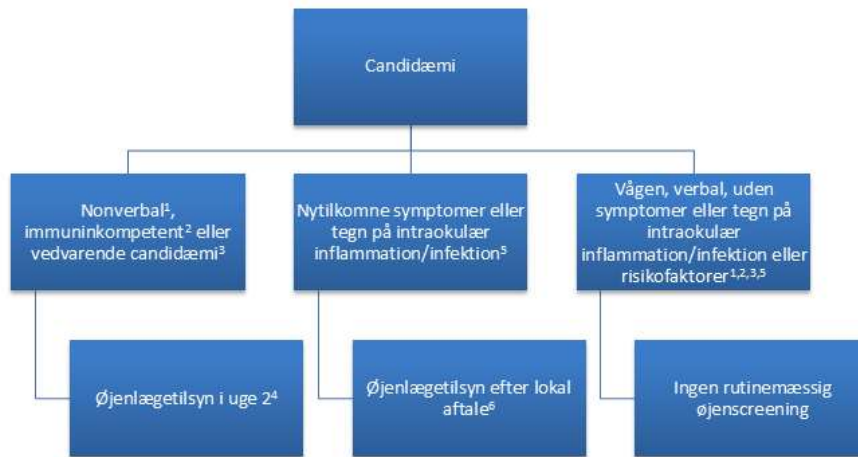 Candidæmi
Nonverbal¹,
immuninkompetent² eller
vedvarende candidæmi³
Nytilkomne symptomer eller
tegn på intraokulær
inflammation/infektion⁵
Vågen, verbal, uden
symptomer eller tegn på
intraokulær
inflammation/infektion eller
risikofaktorer¹,²,³,⁵
Øjenlægetilsyn i uge 2⁴
Øjenlægetilsyn efter lokal
aftale⁶
Ingen rutinemæssig
øjenscreening